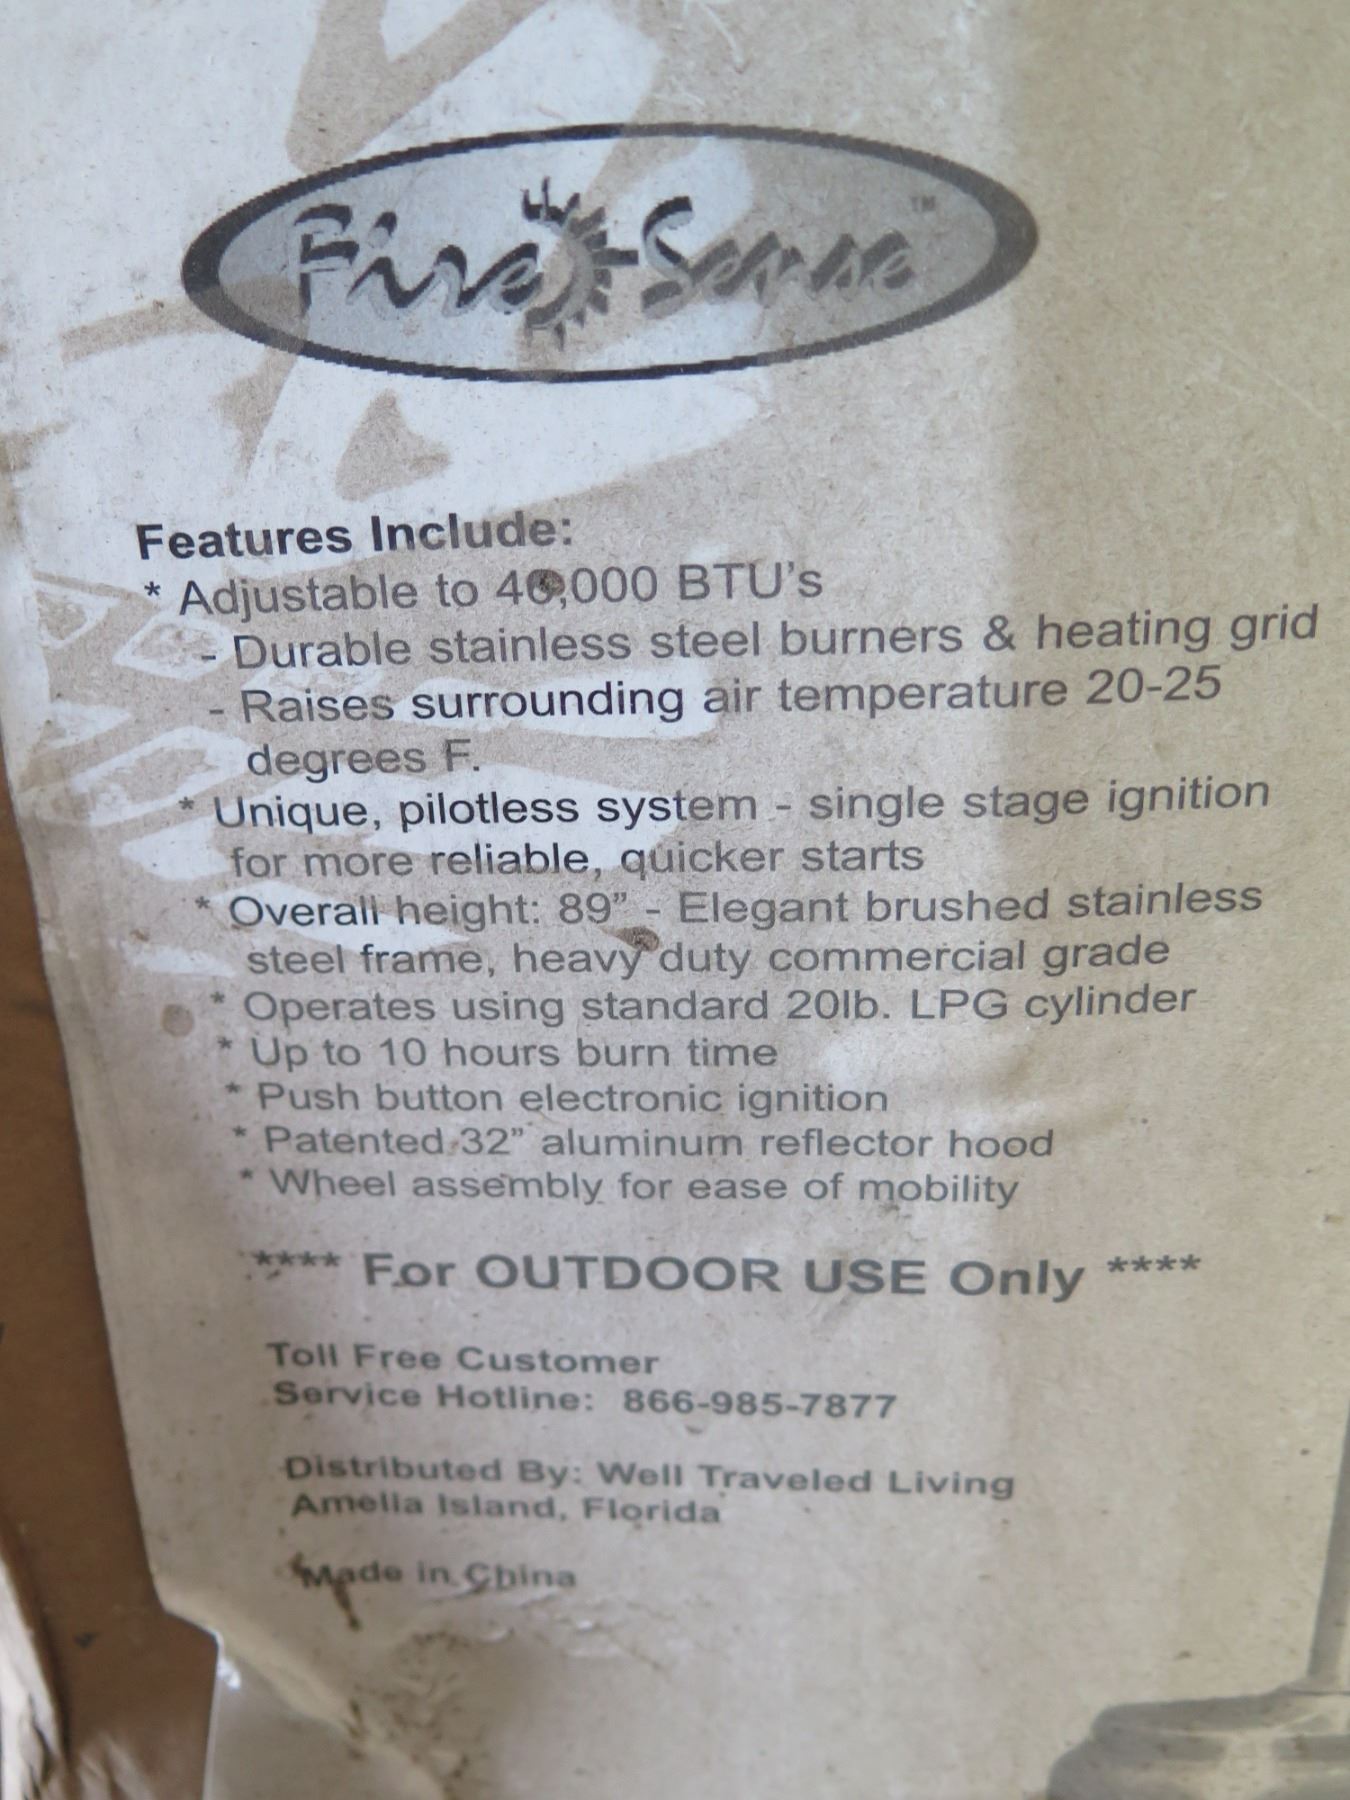 Fire Sense™
Features Include:
* Adjustable to 40,000 BTU's
- Durable stainless steel burners & heating grid
- Raises surrounding air temperature 20-25
degrees F.
* Unique, pilotless system - single stage ignition
for more reliable, quicker starts
* Overall height: 89” - Elegant brushed stainless
steel frame, heavy duty commercial grade
* Operates using standard 20lb. LPG cylinder
* Up to 10 hours burn time
* Push button electronic ignition
* Patented 32” aluminum reflector hood
* Wheel assembly for ease of mobility
**** For OUTDOOR USE Only ****
Toll Free Customer
Service Hotline: 866-985-7877
Distributed By: Well Traveled Living
Amelia Island, Florida
Made in China